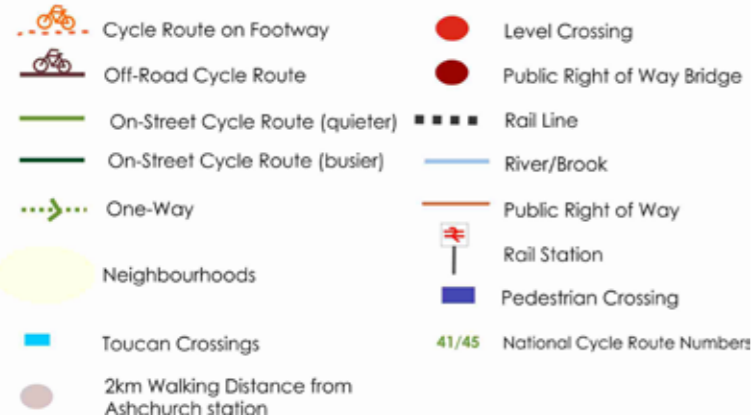 Cycle Route on Footway
Off-Road Cycle Route
On-Street Cycle Route (quieter)
On-Street Cycle Route (busier)
One-Way
Neighbourhoods
Toucan Crossings
2km Walking Distance from
Ashchurch station
Level Crossing
Public Right of Way Bridge
Rail Line
River/Brook
Public Right of Way
Rail Station
Pedestrian Crossing
41/45 National Cycle Route Numbers